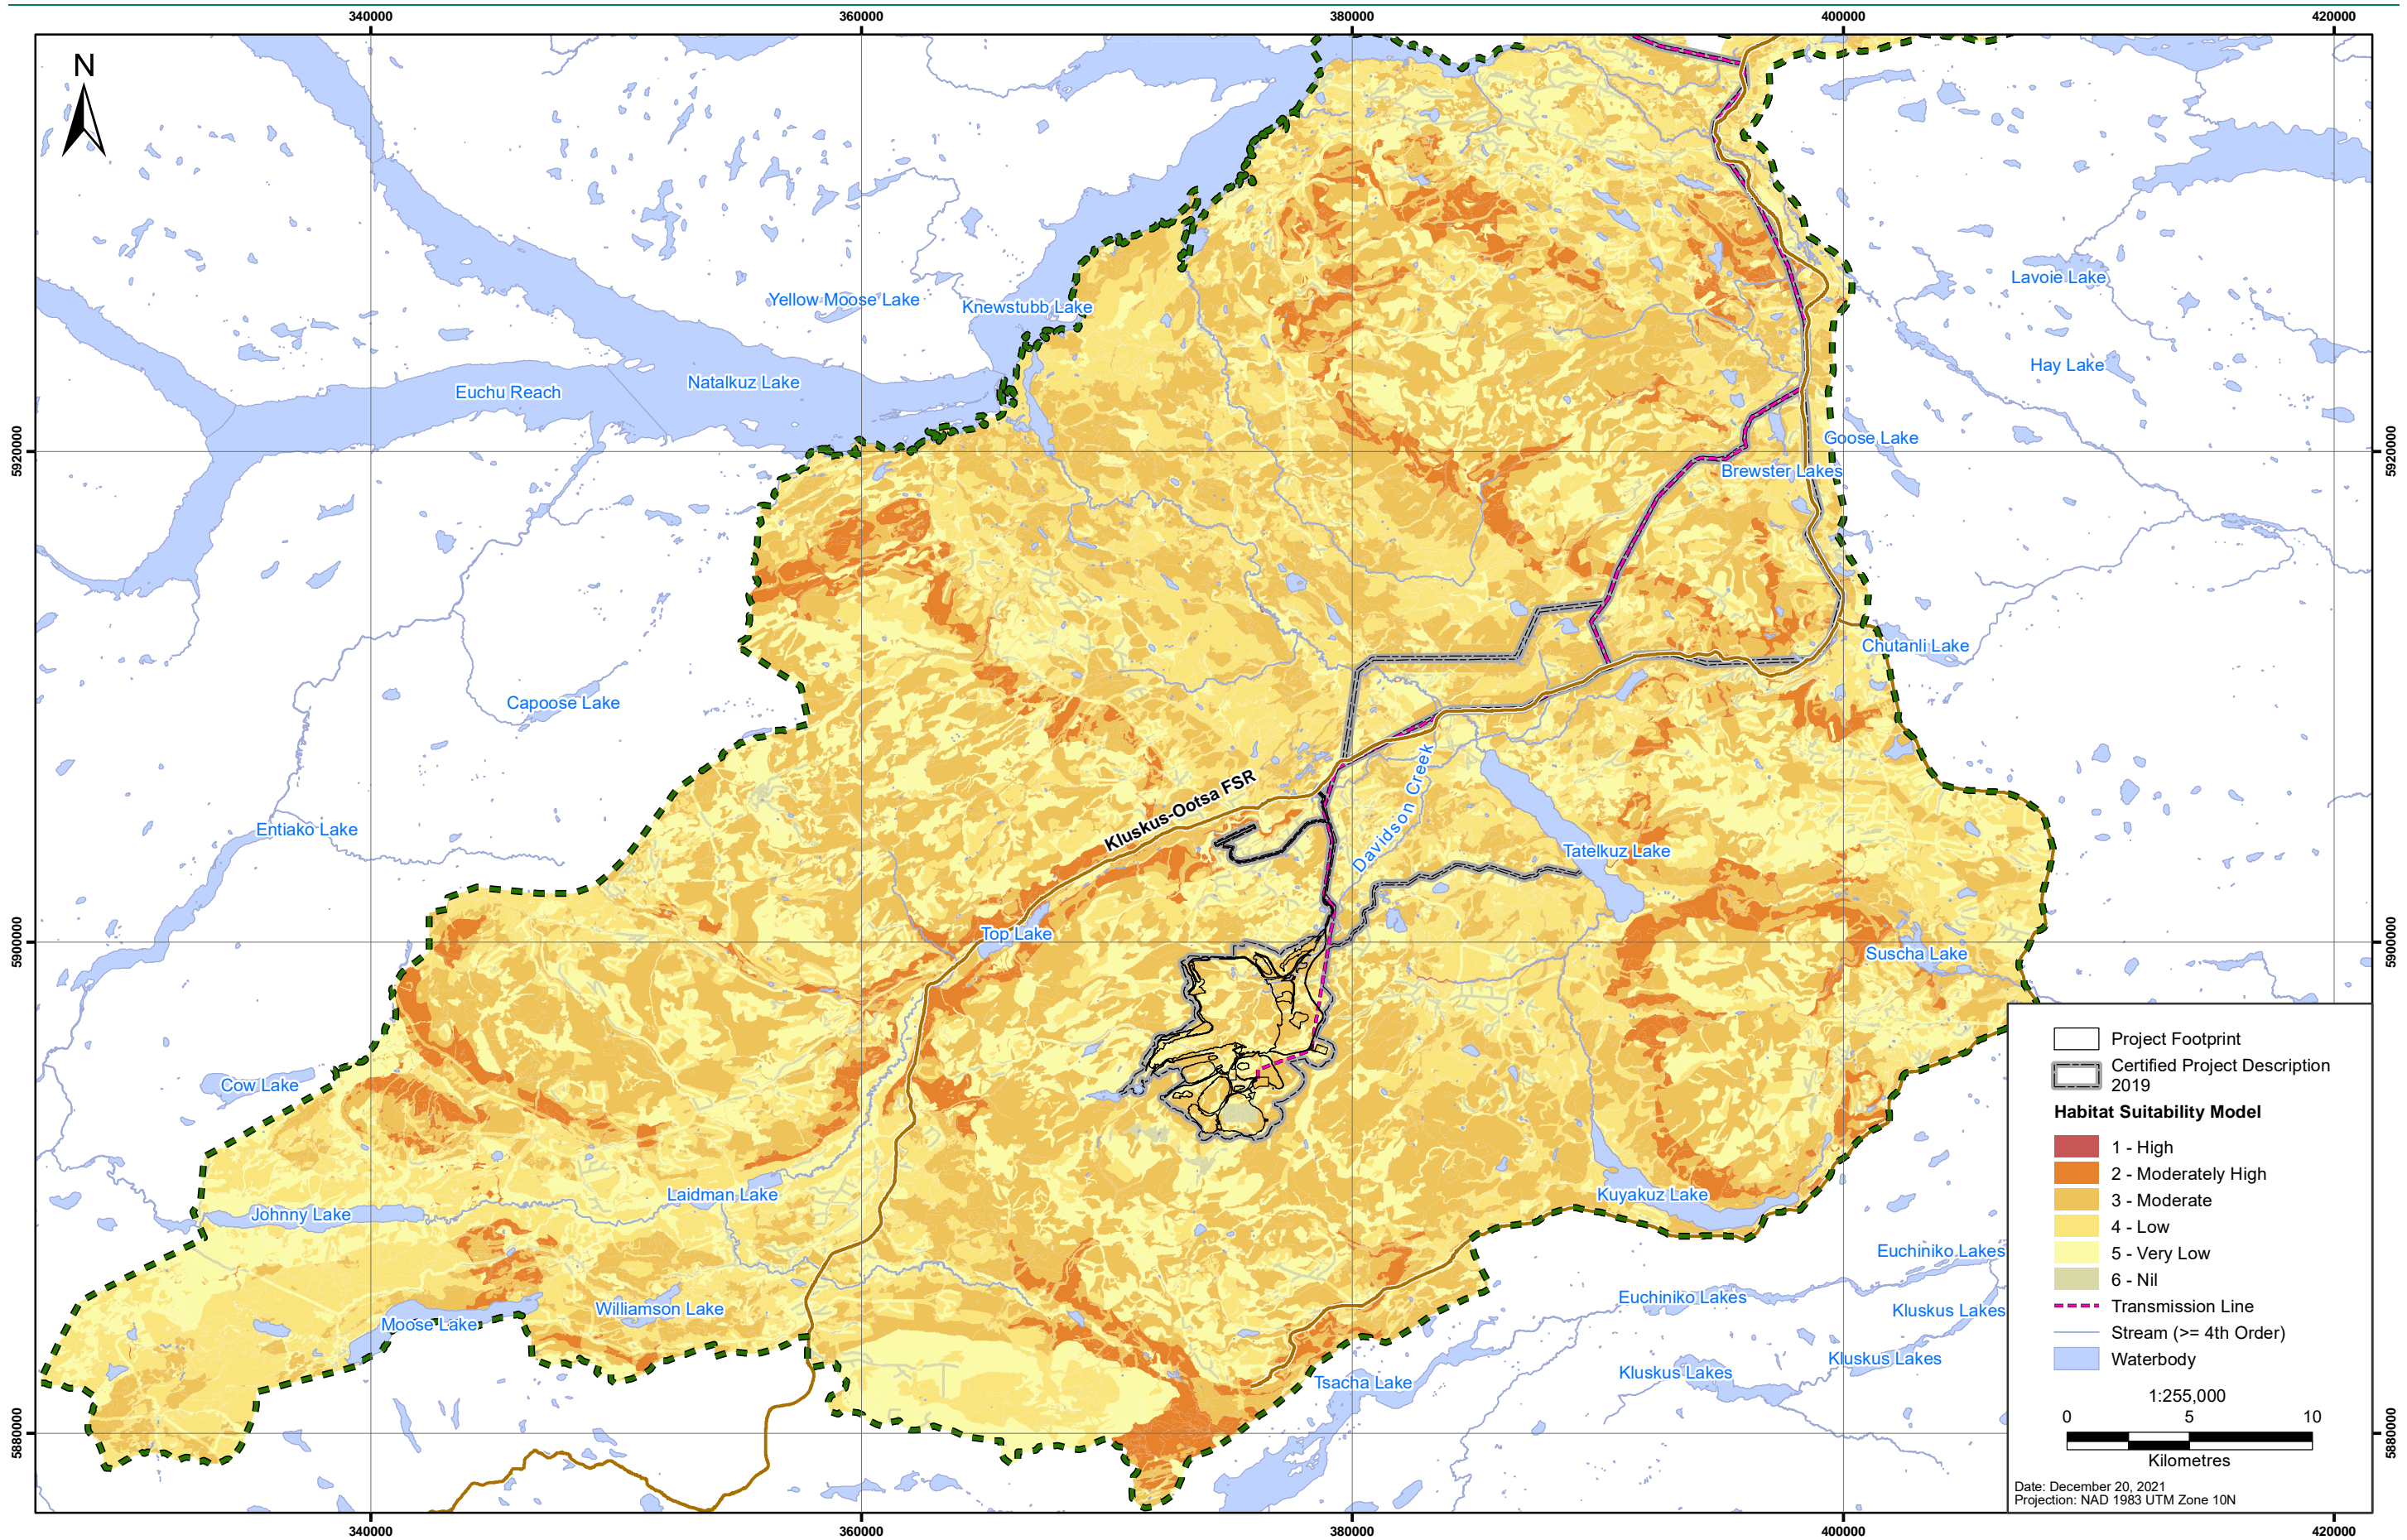 340000
360000
380000
400000
420000
N
Lavoie Lake
Yellow Moose Lake
Knewstubb Lake
Hay Lake
Natalkuz Lake
Euchu Reach
5920000
5920000
Goose Lake
Brewster Lakes
Chutanli Lake
Capoose Lake
Kluskus-Ootsa FSR
Davidson Creek
Entiako Lake
Tatelkuz Lake
5900000
5900000
Top Lake
Suscha Lake
Cow Lake
Laidman Lake
Kuyakuz Lake
Johnny Lake
Euchiniko Lakes
Euchiniko Lakes
Williamson Lake
Kluskus Lakes
Moose Lake
Kluskus Lakes
Kluskus Lakes
Tsacha Lake
5880000
5880000
Project Footprint
Certified Project Description
2019
Habitat Suitability Model
1 - High
2 - Moderately High
3 - Moderate
4 - Low
5 - Very Low
6 - Nil
Transmission Line
Stream (>= 4th Order)
Waterbody
1:255,000
0 5 10
Kilometres
Date: December 20, 2021
Projection: NAD 1983 UTM Zone 10N
340000
360000
380000
400000
420000